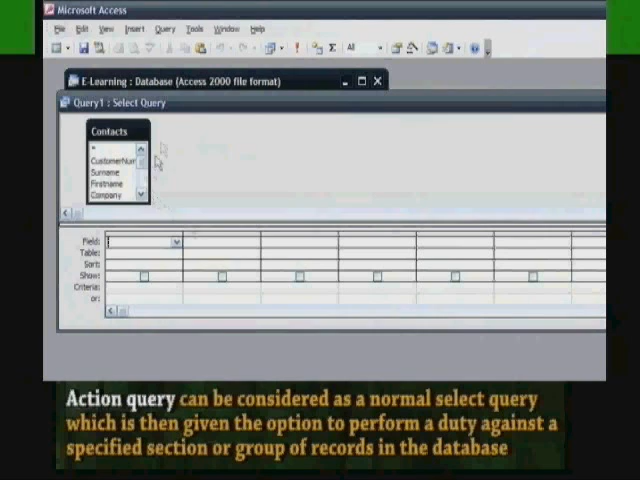 Microsoft Access
File Edit View Insert Query Tools Window Help
Σ All
E-Learning : Database (Access 2000 file format)
Query1 : Select Query
Contacts
*
CustomerNum
Surname
Firstname
Company
Field:
Table:
Sort:
Show:
Criteria:
or:
Action query can be considered as a normal select query
which is then given the option to perform a duty against a
specified section or group of records in the database